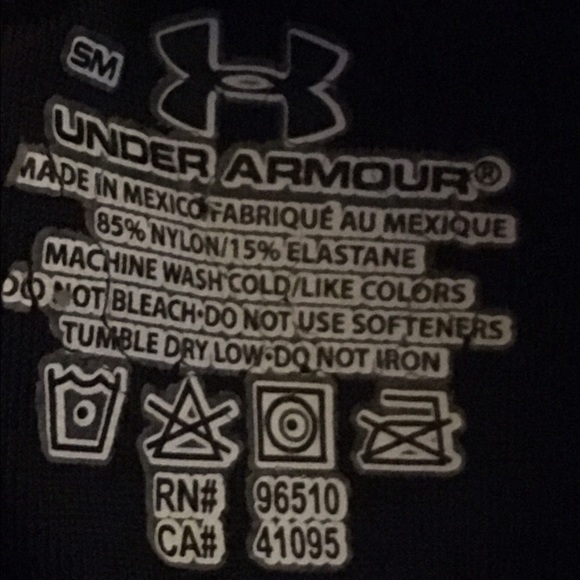 SM
UNDER ARMOUR®
MADE IN MEXICO/FABRIQUÉ AU MEXIQUE
85% NYLON/15% ELASTANE
MACHINE WASH COLD/LIKE COLORS
DO NOT BLEACH•DO NOT USE SOFTENERS
TUMBLE DRY LOW•DO NOT IRON
RN# 96510
CA# 41095